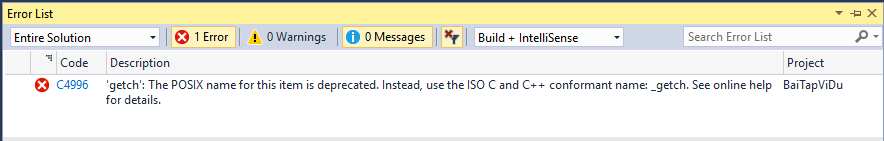 Error List
Entire Solution 1 Error 0 Warnings 0 Messages Build + IntelliSense Search Error List
Code Description Project
C4996 'getch': The POSIX name for this item is deprecated. Instead, use the ISO C and C++ conformant name: _getch. See online help BaiTapViDu
for details.